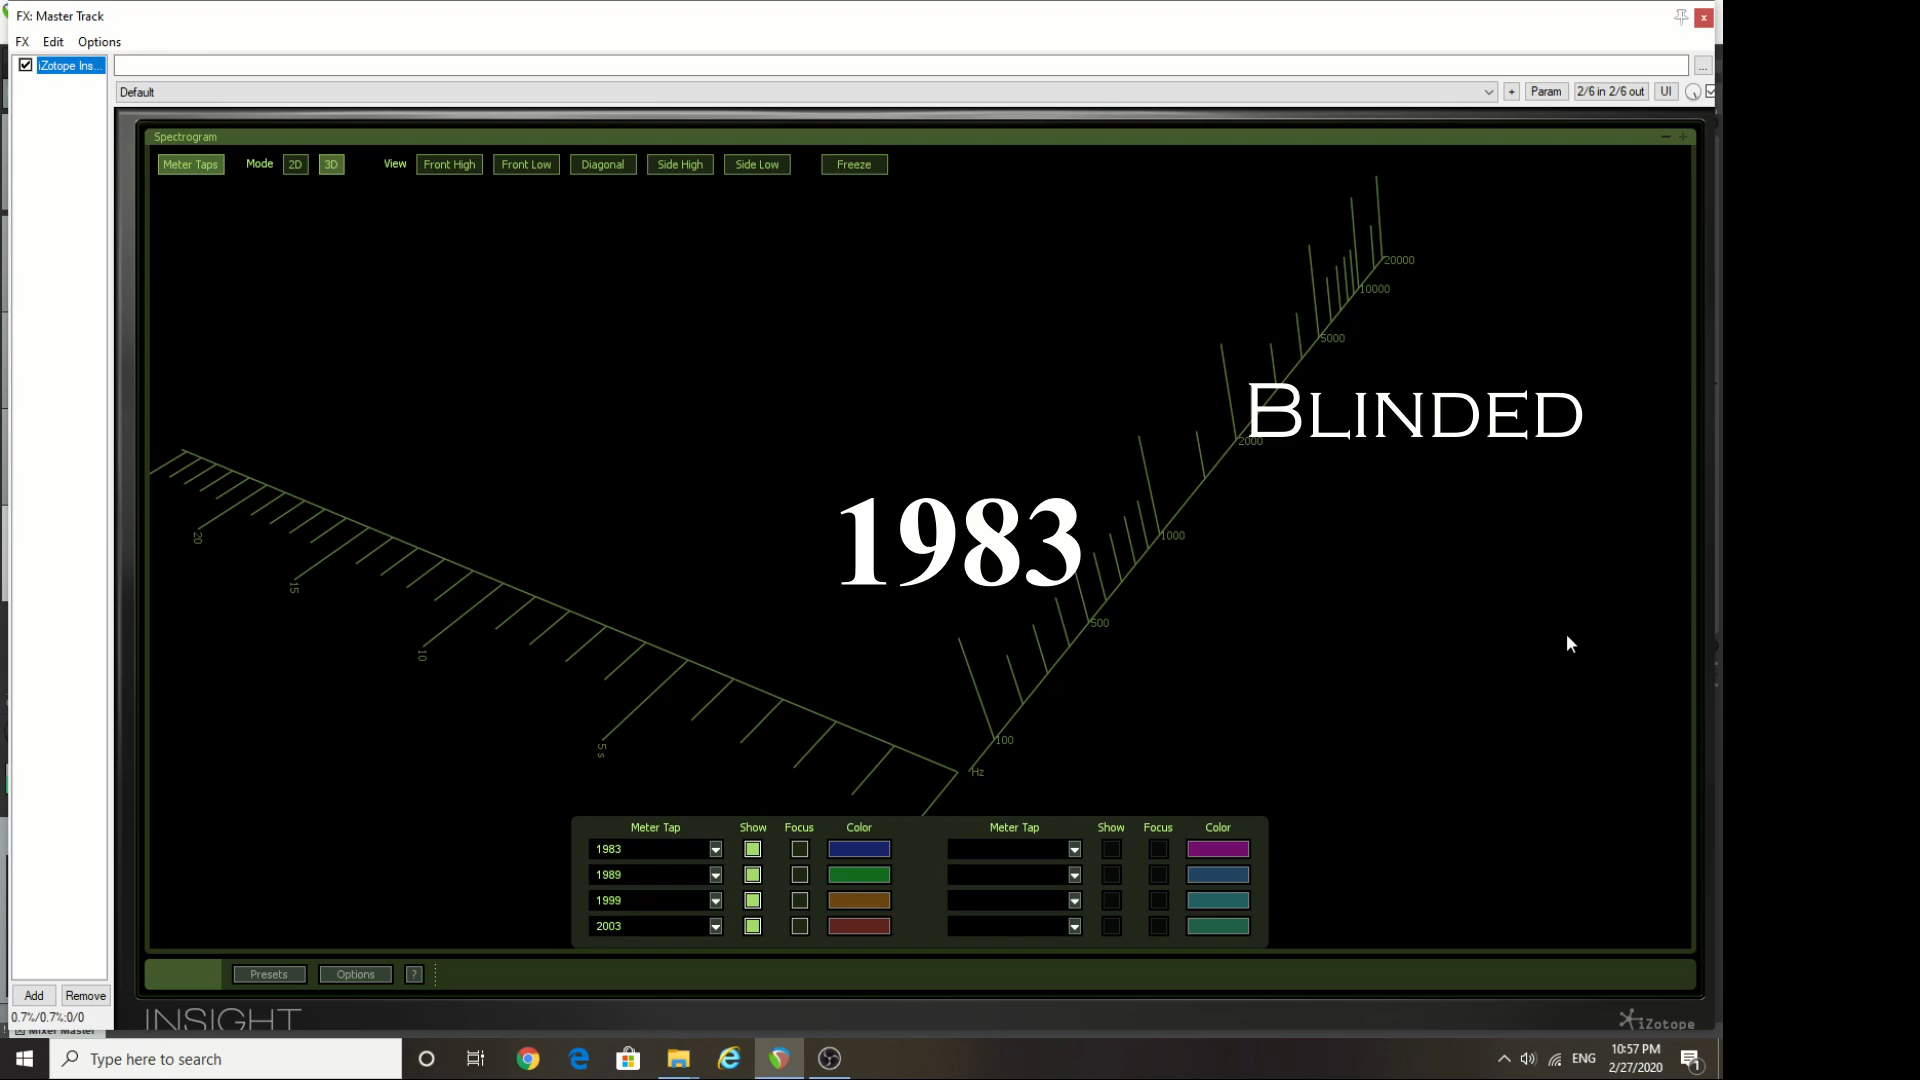 FX: Master Track
FX Edit Options
iZotope Ins...
...
Default + Param 2/6 in 2/6 out UI
Spectrogram
Meter Taps Mode 2D 3D View Front High Front Low Diagonal Side High Side Low Freeze
20000
10000
5000
BLINDED
2000
1983
1000
20
15
500
10
5 s
100
Hz
Meter Tap Show Focus Color Meter Tap Show Focus Color
1983
1989
1999
2003
Presets Options ?
Add Remove
0.7%/0.7%:0/0
INSIGHT
iZotope
Mixer Master
Type here to search
ENG
10:57 PM
2/27/2020
1